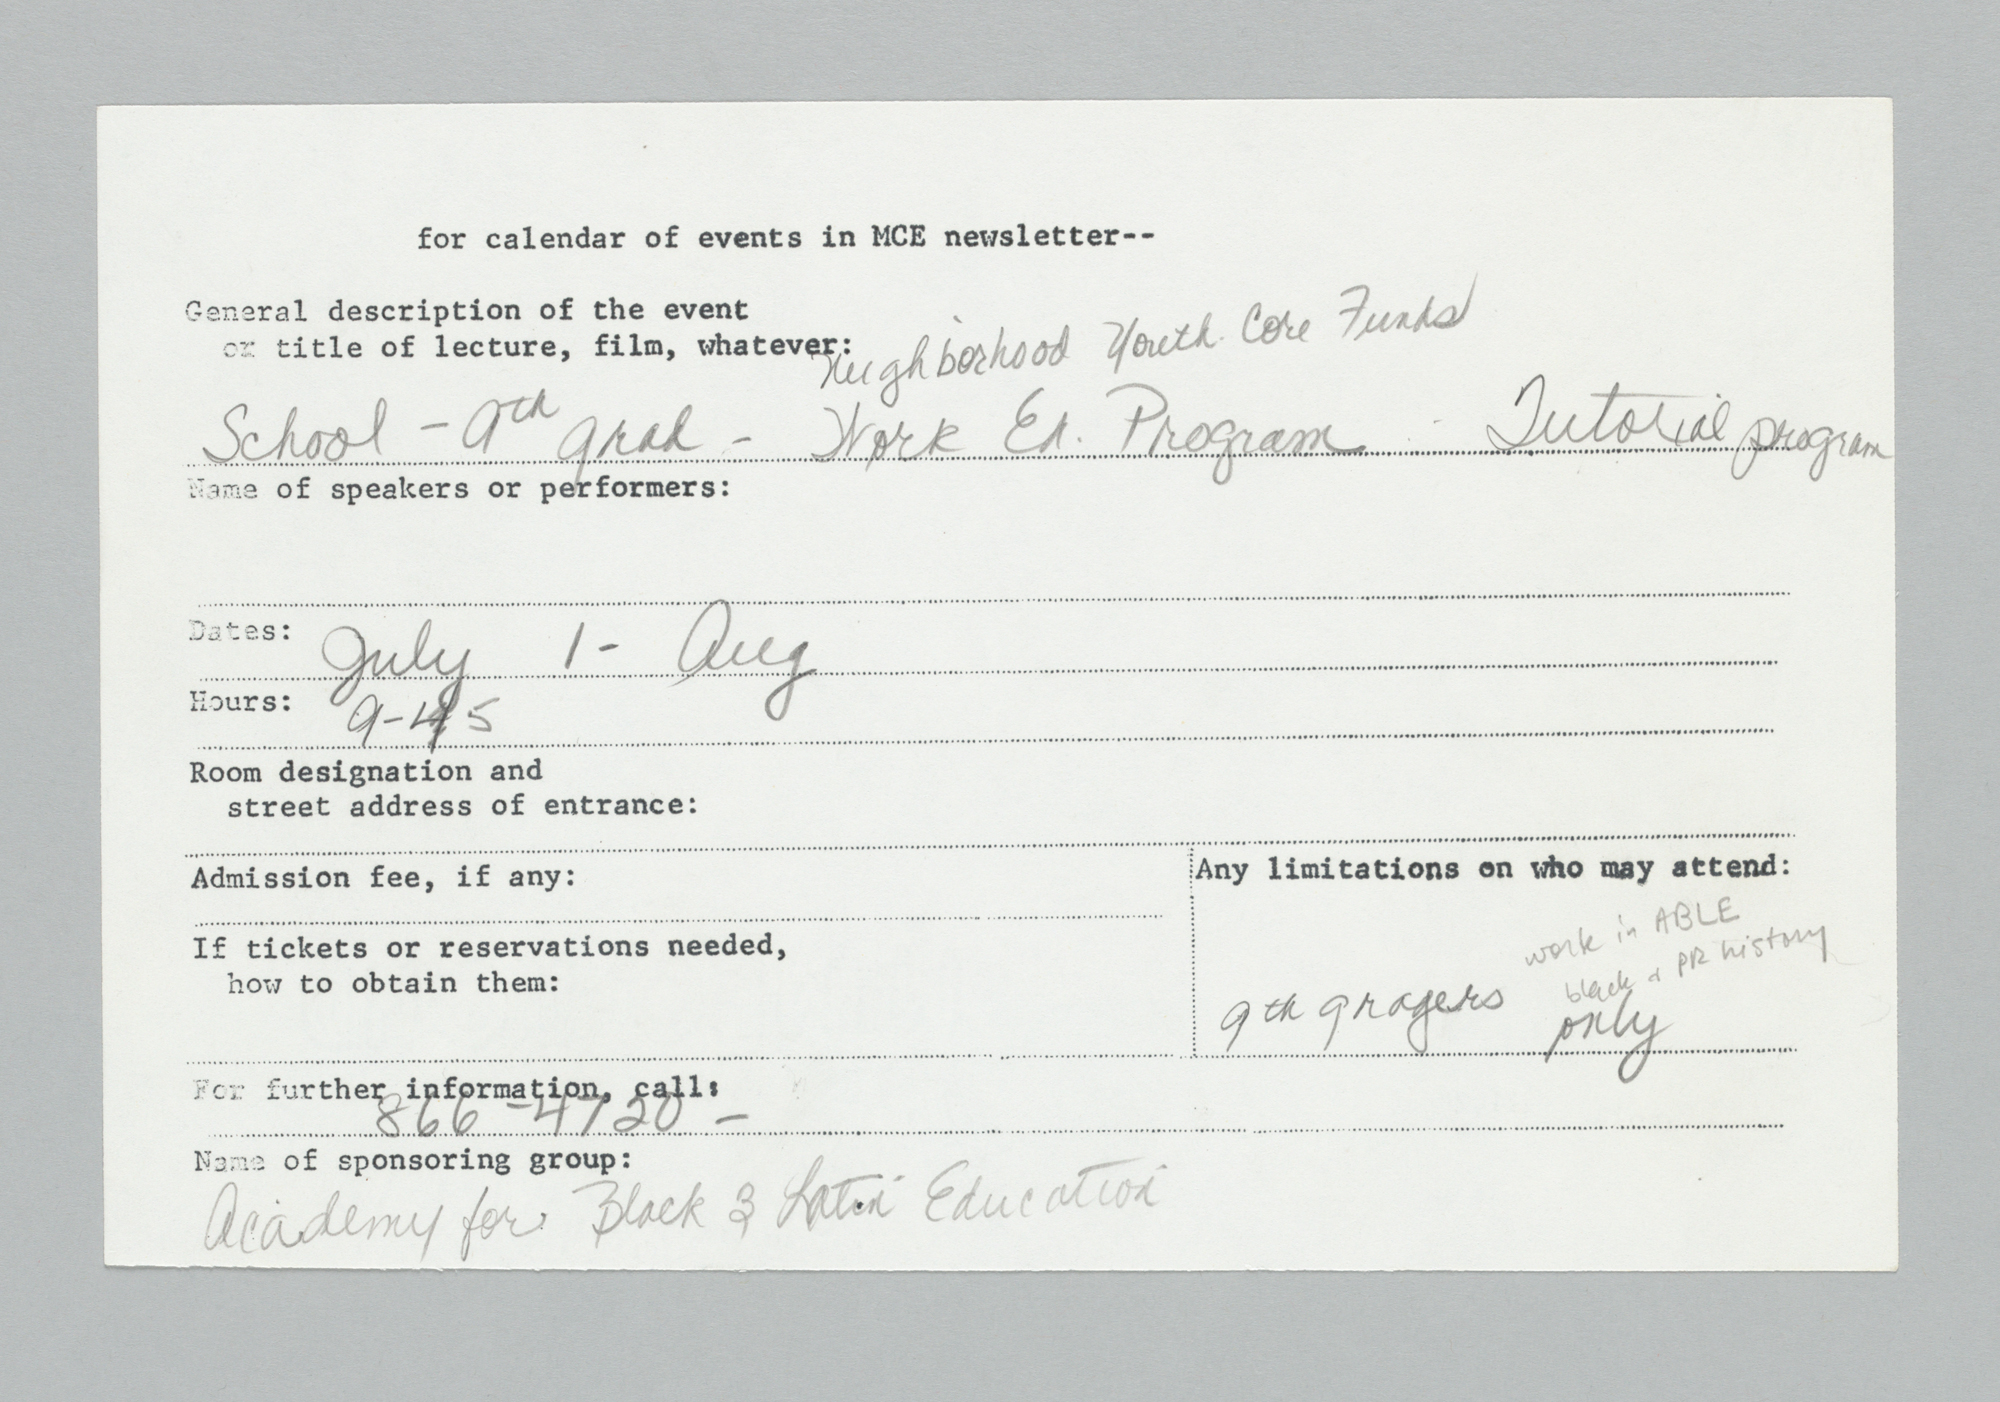 for calendar of events in MCE newsletter--
General description of the event
or title of lecture, film, whatever:
Neighborhood Youth Core Funds
School - 9th grad - Work Ed. Program - Tutorial program
Name of speakers or performers:
Dates: July 1 - Aug
Hours: 9-45
Room designation and
street address of entrance:
Admission fee, if any:
Any limitations on who may attend:
work in ABLE
black & PR history
9th graders only
If tickets or reservations needed,
how to obtain them:
For further information, call:
866-4720 -
Name of sponsoring group:
Academy for Black & Latin Education